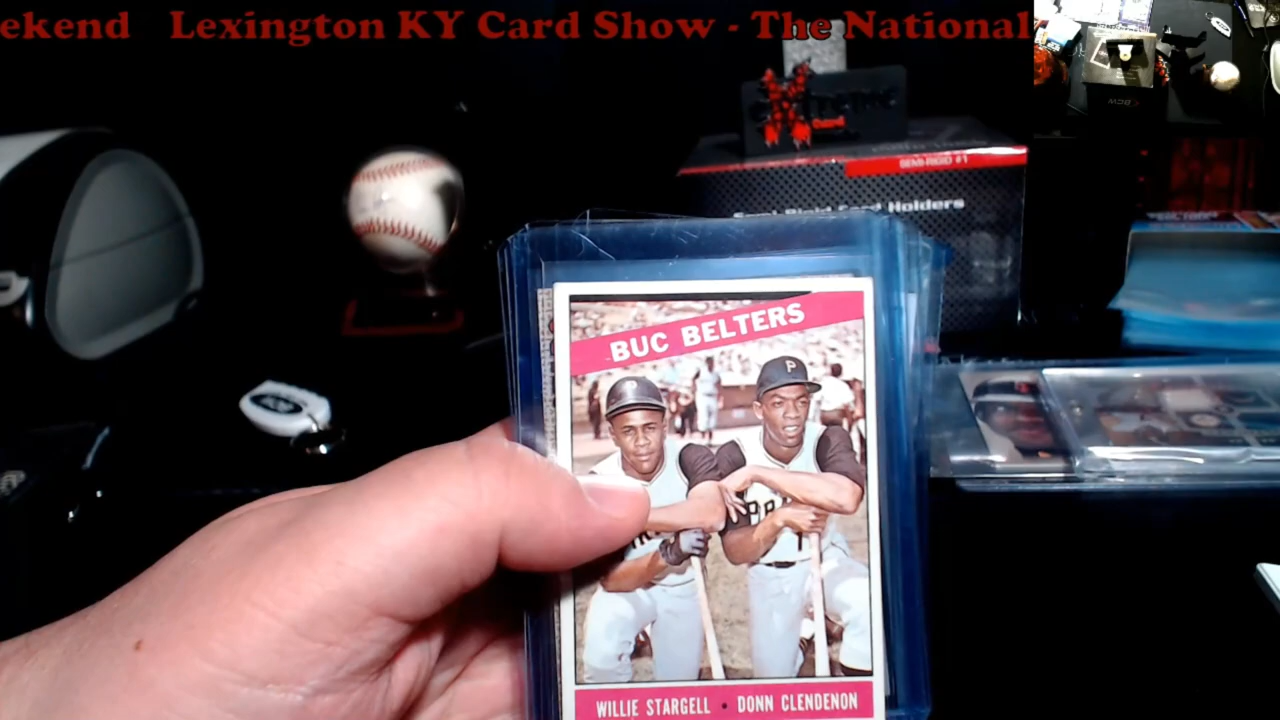 ekend Lexington KY Card Show - The National
SEMI-RIGID #1
Semi Rigid Card Holders
BUC BELTERS
P
P
WILLIE STARGELL • DONN CLENDENON